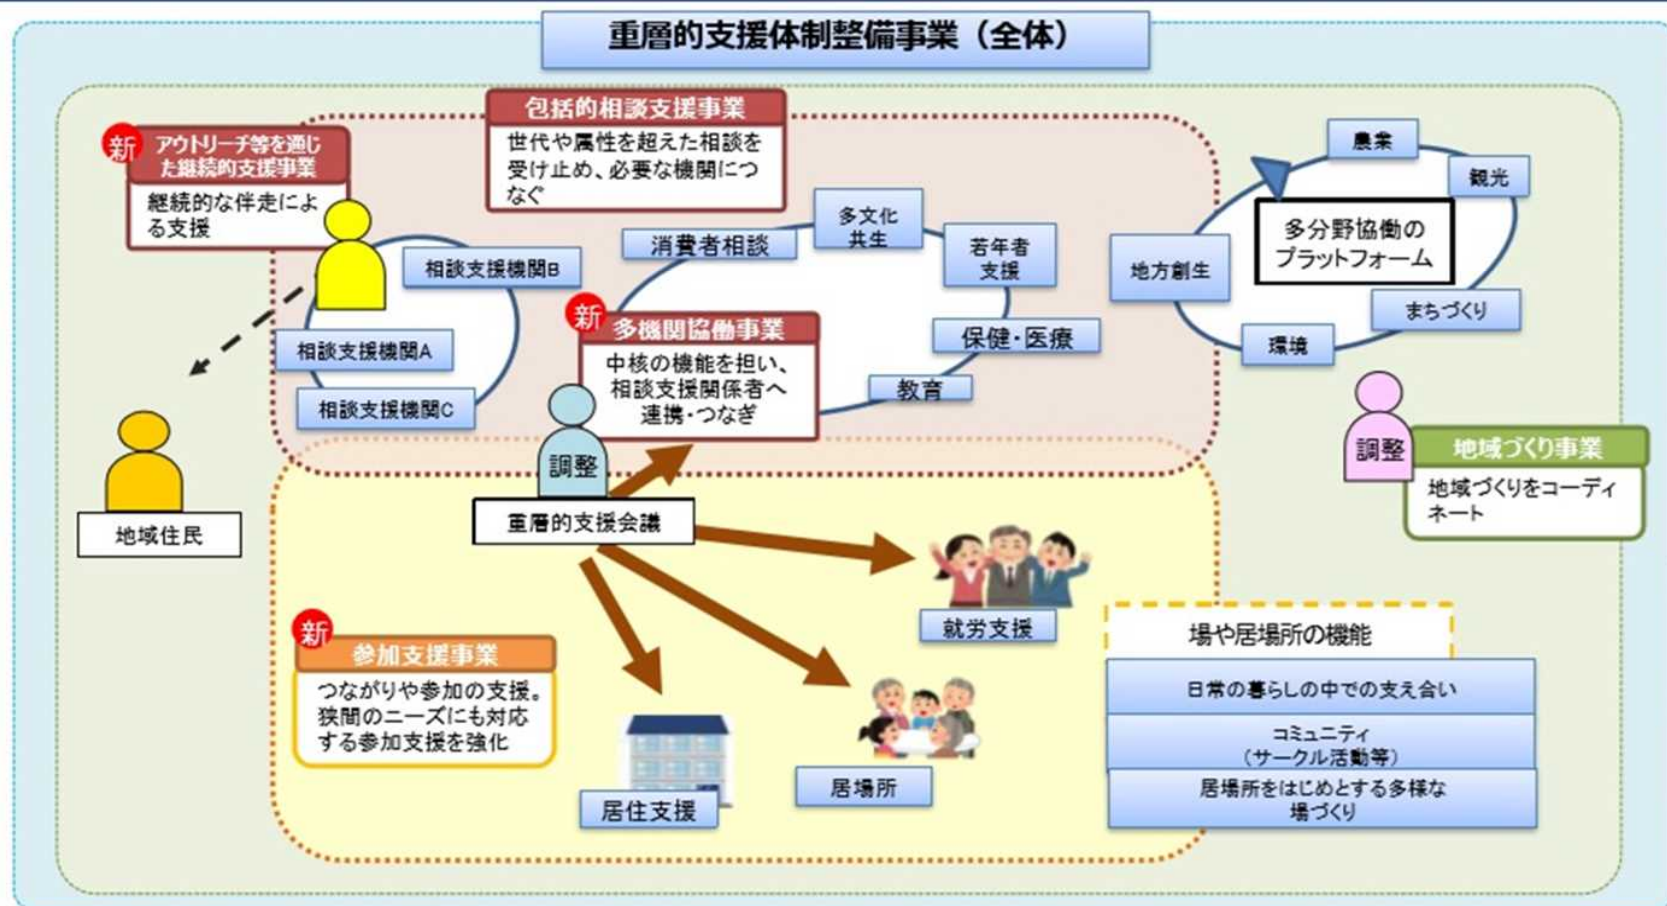 重層的支援体制整備事業（全体）
包括的相談支援事業
世代や属性を超えた相談を
受け止め、必要な機関につ
なぐ
新
アウトリーチ等を通じ
た継続的支援事業
継続的な伴走によ
る支援
相談支援機関B
相談支援機関A
相談支援機関C
地域住民
消費者相談
多文化
共生
若年者
支援
保健・医療
教育
新
多機関協働事業
中核の機能を担い、
相談支援関係者へ
連携・つなぎ
調整
重層的支援会議
農業
観光
多分野協働の
プラットフォーム
地方創生
まちづくり
環境
調整
地域づくり事業
地域づくりをコーディ
ネート
新
参加支援事業
つながりや参加の支援。
狭間のニーズにも対応
する参加支援を強化
就労支援
居場所
居住支援
場や居場所の機能
日常の暮らしの中での支え合い
コミュニティ
（サークル活動等）
居場所をはじめとする多様な
場づくり